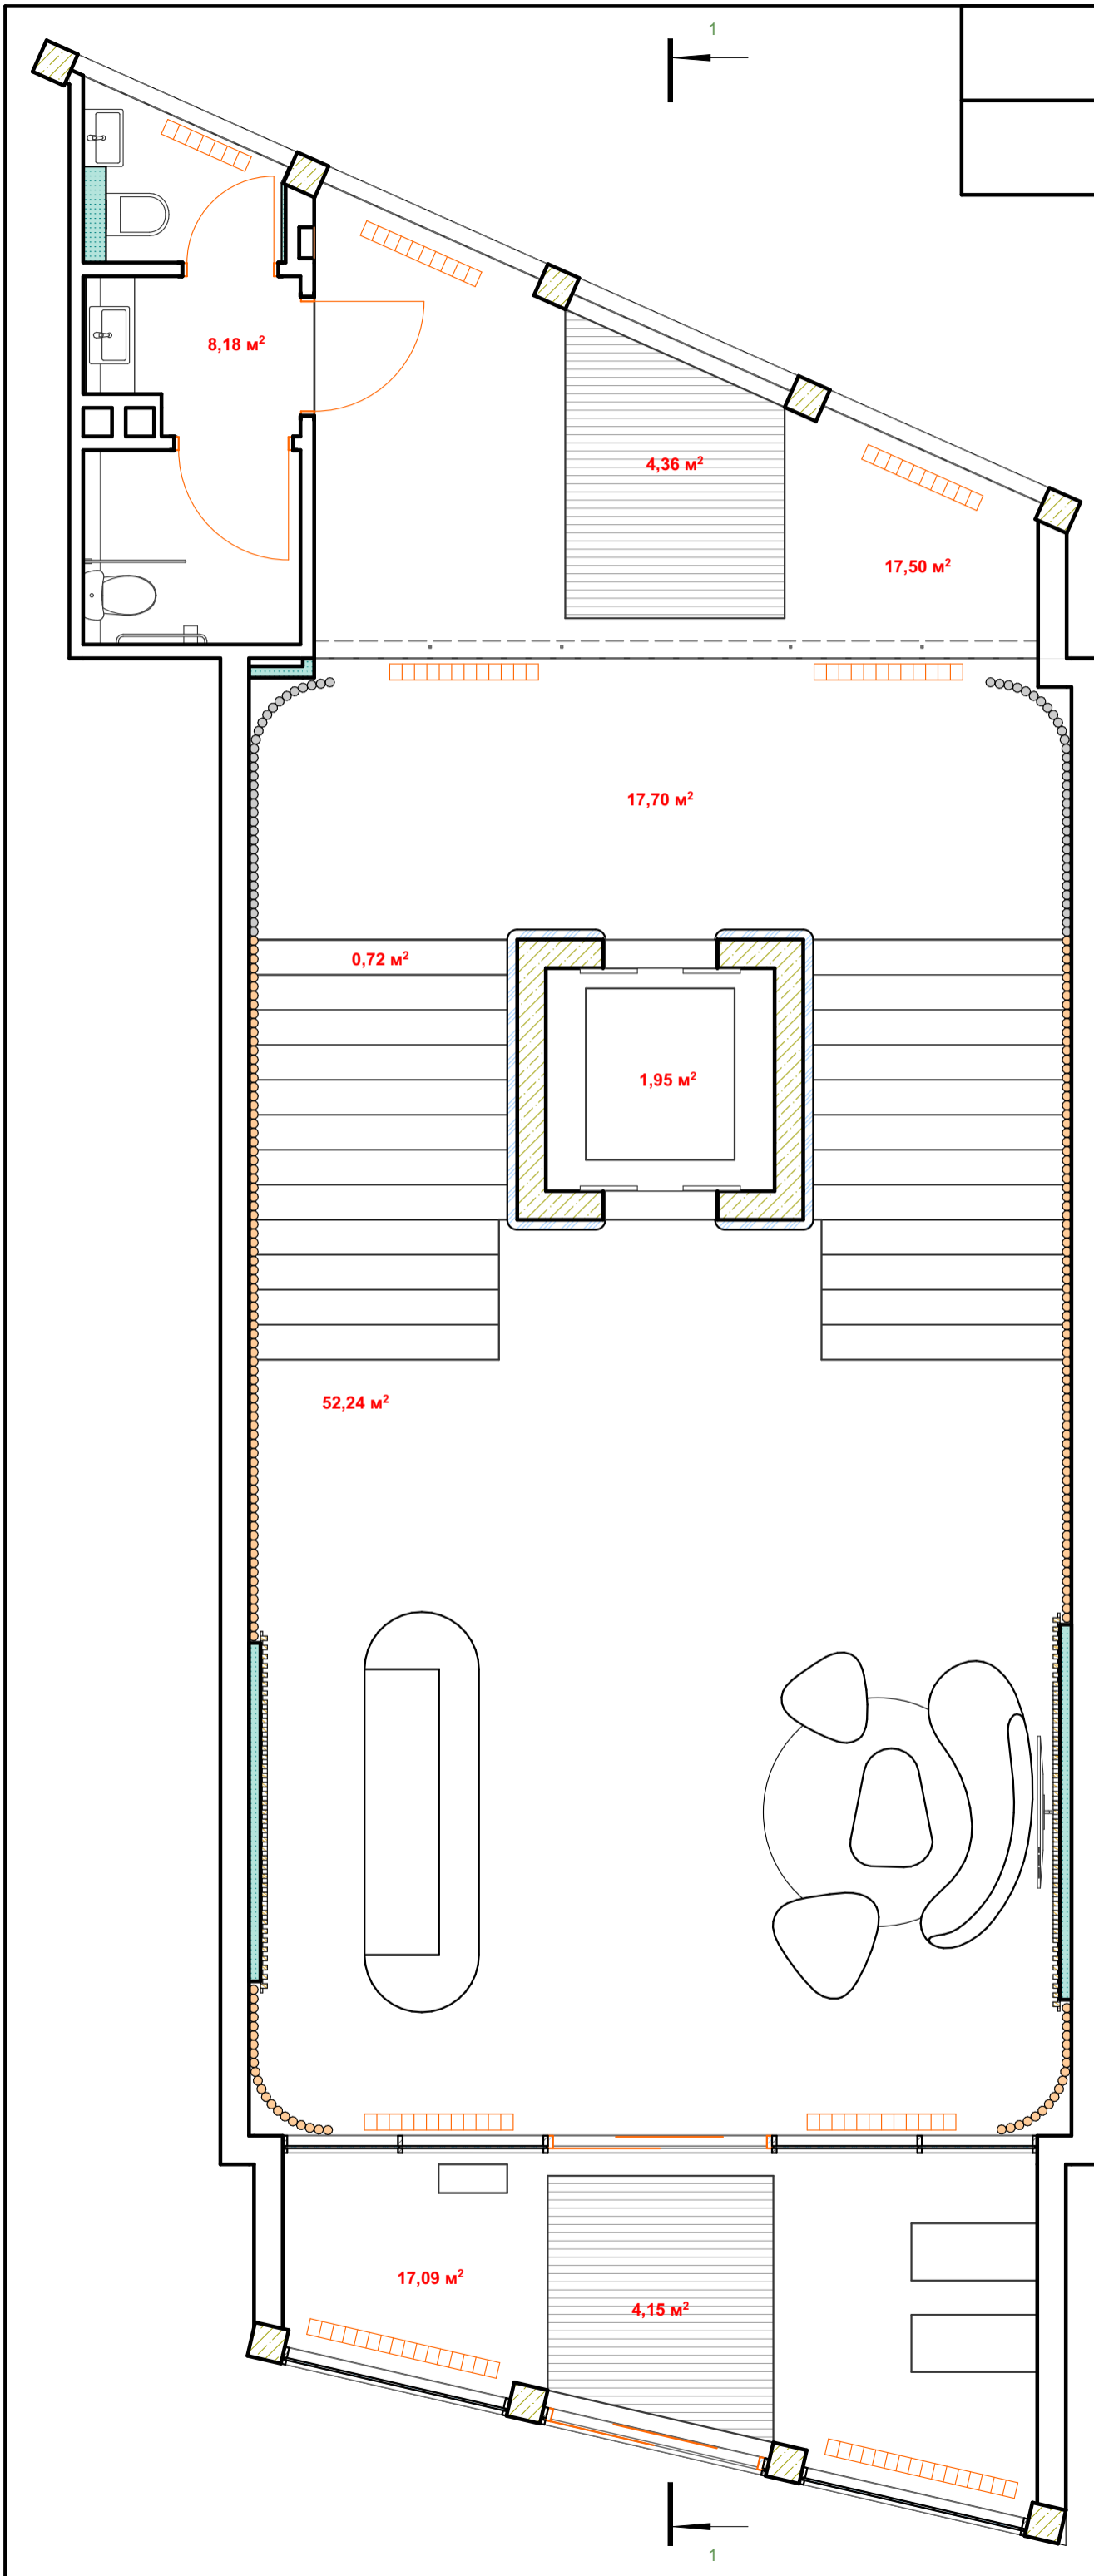 1
8,18 м²
4,36 м²
17,50 м²
17,70 м²
0,72 м²
1,95 м²
52,24 м²
17,09 м²
4,15 м²
1